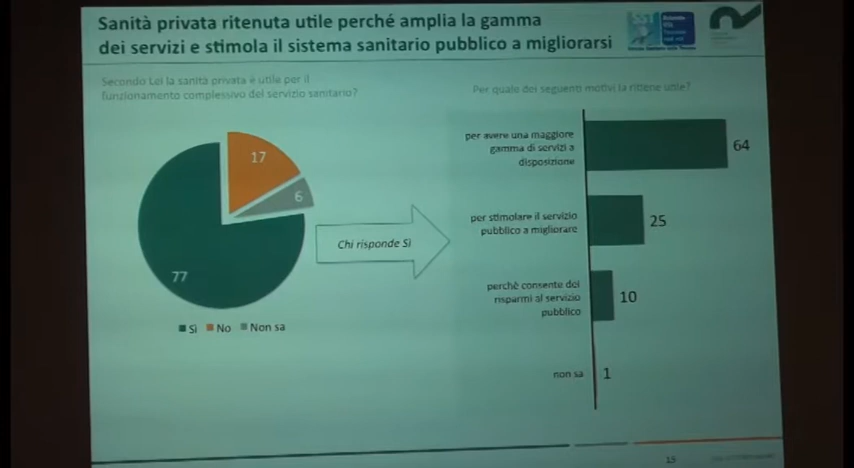 Sanità privata ritenuta utile perché amplia la gamma
dei servizi e stimola il sistema sanitario pubblico a migliorarsi
SST
Secondo Lei la sanità privata è utile per il
funzionamento complessivo del servizio sanitario?
Per quale dei seguenti motivi la ritiene utile?
17
6
77
Sì No Non sa
Chi risponde Sì
per avere una maggiore
gamma di servizi a
disposizione
64
per stimolare il servizio
pubblico a migliorare
25
perchè consente dei
risparmi al servizio
pubblico
10
non sa
1
15